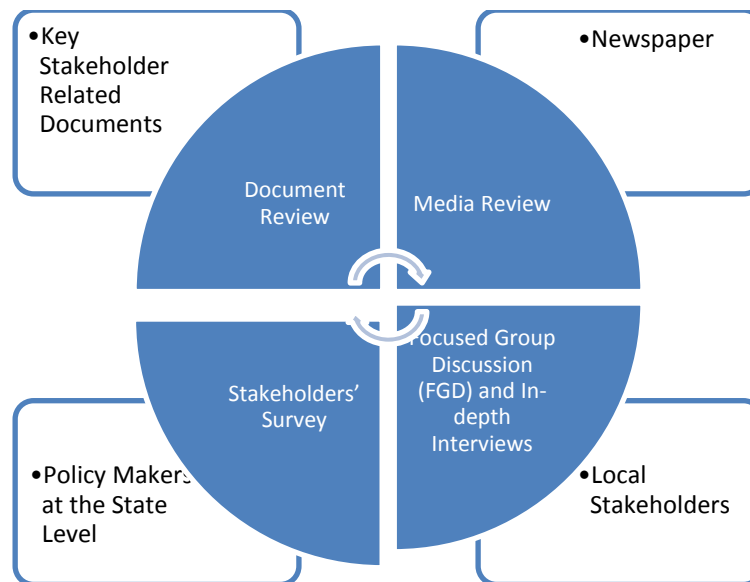 •Key
Stakeholder
Related
Documents
•Newspaper
Document
Review
Media Review
Stakeholders'
Survey
Focused Group
Discussion
(FGD) and In-
depth
Interviews
•Policy Makers
at the State
Level
•Local
Stakeholders